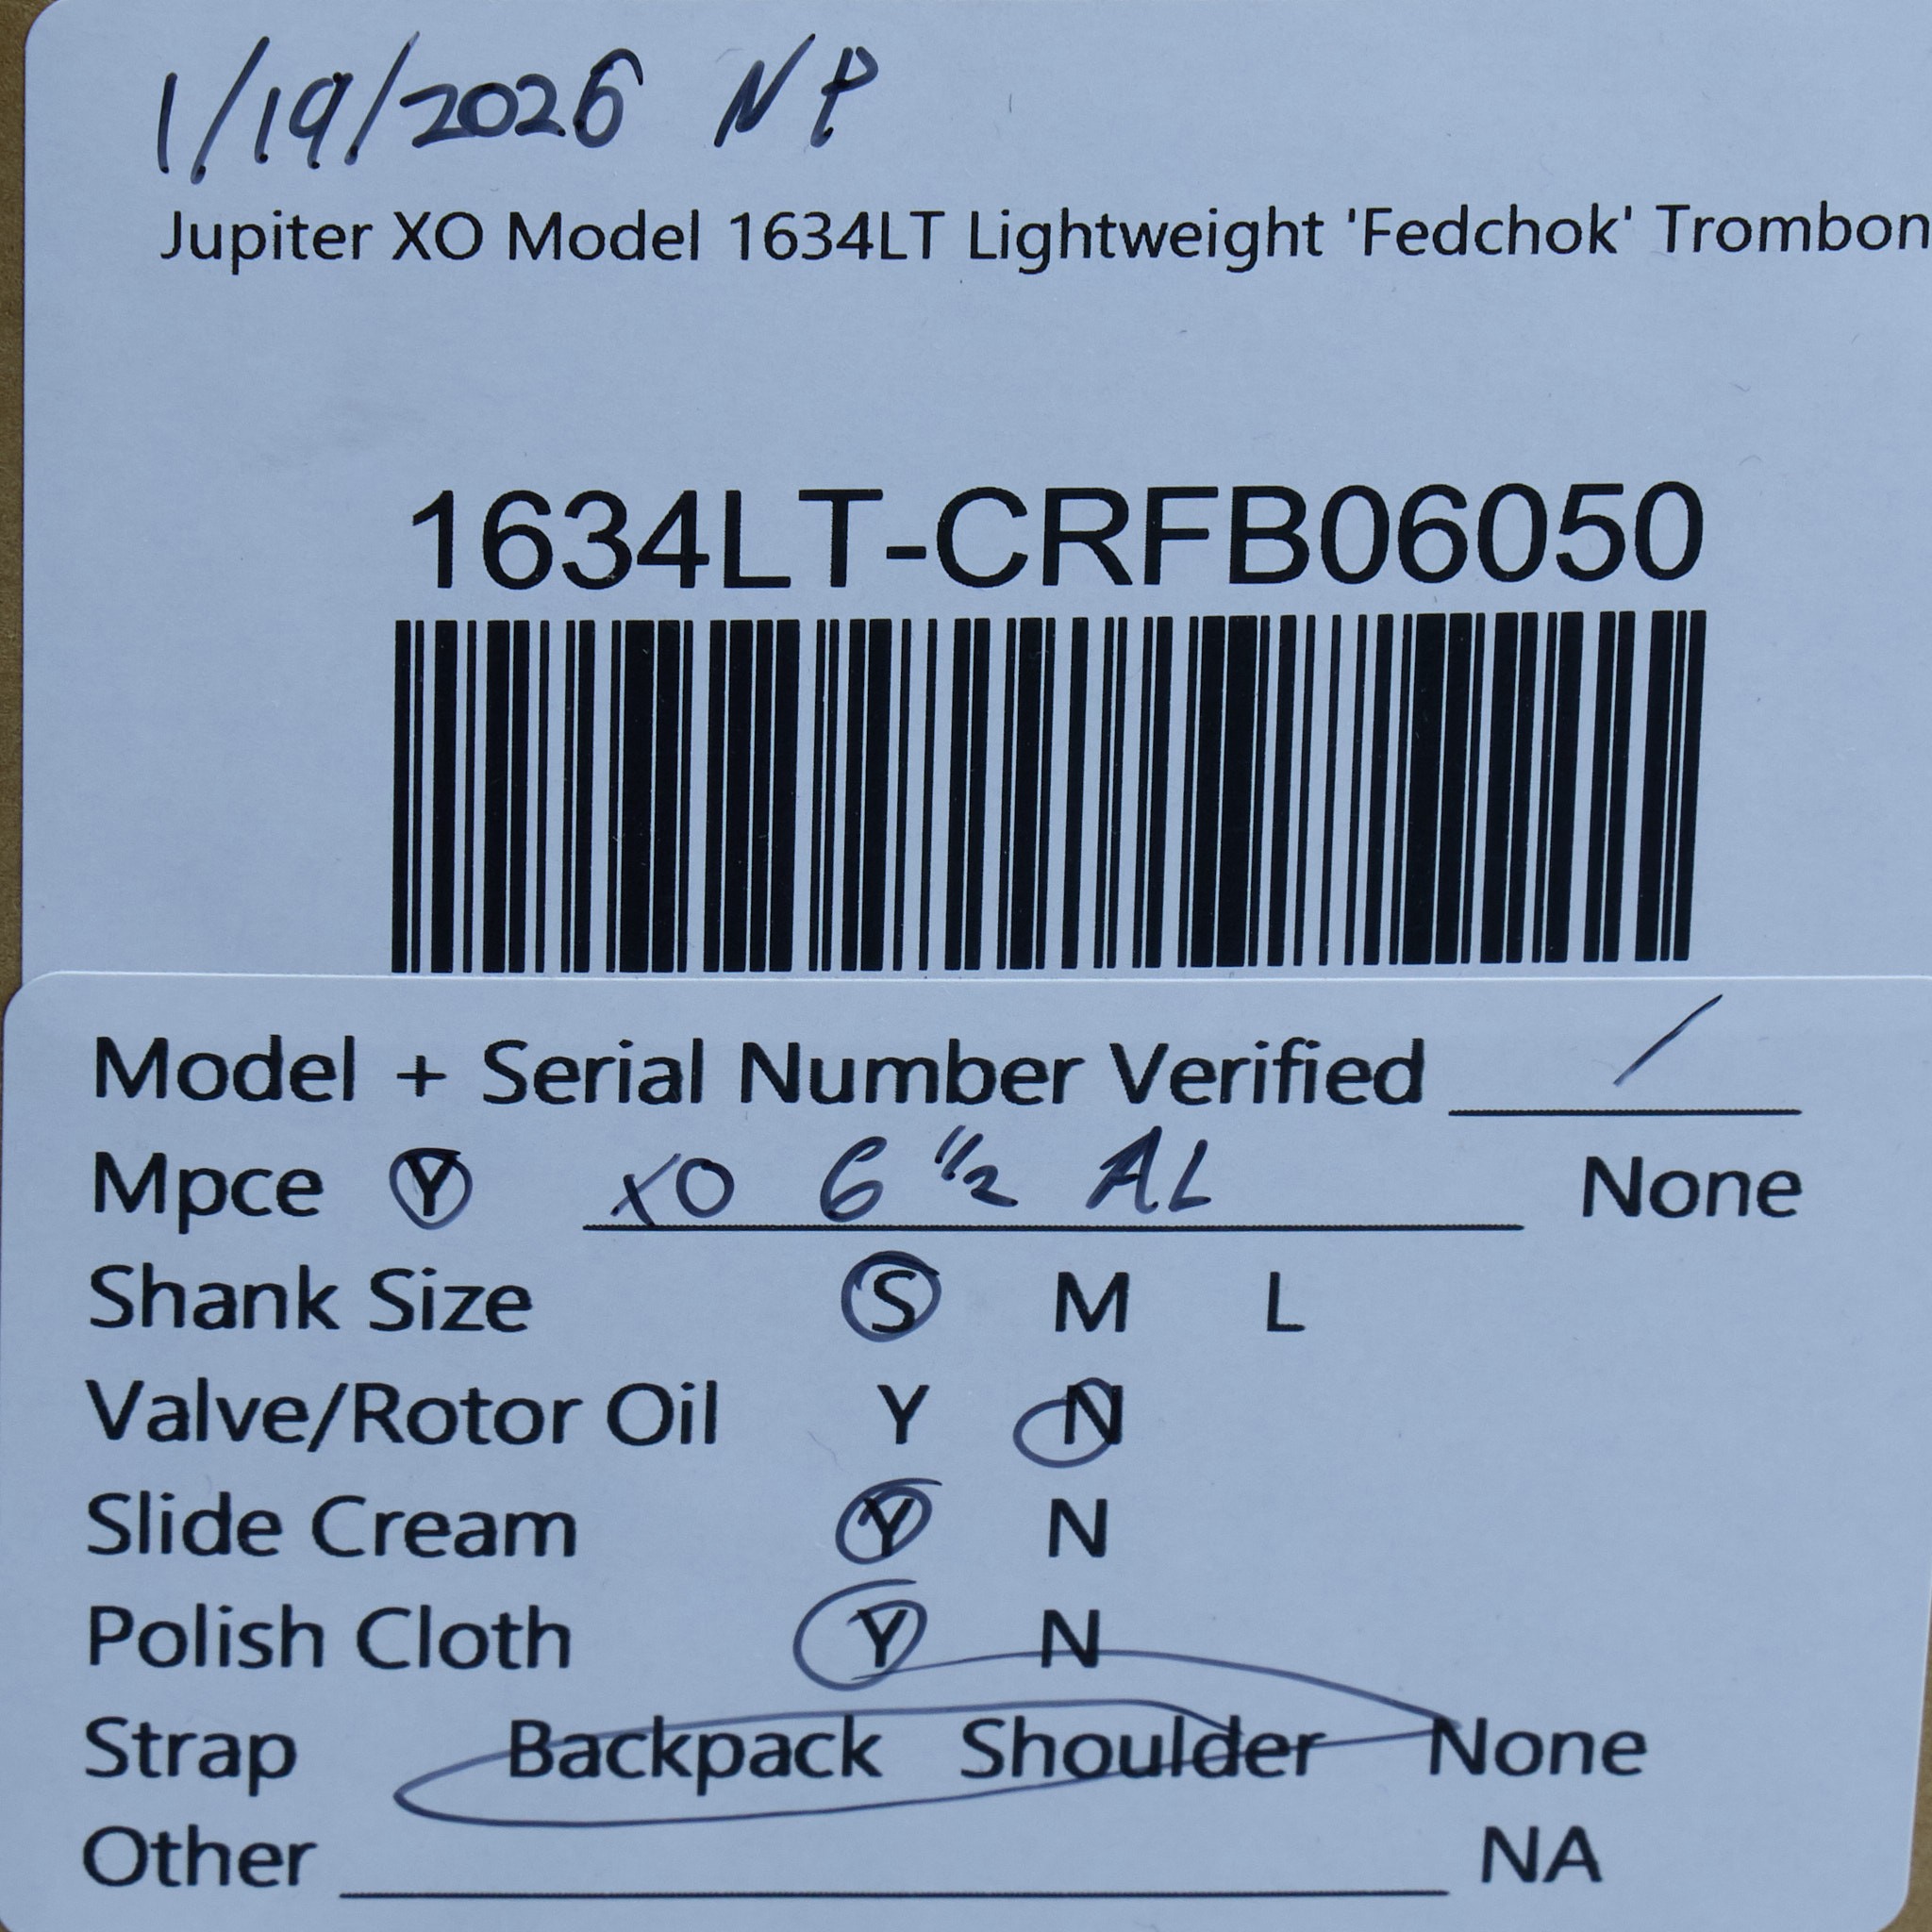 1/19/2026 NP
Jupiter XO Model 1634LT Lightweight 'Fedchok' Trombon
1634LT-CRFB06050
Model + Serial Number Verified /
Mpce Y XO 6 1/2 AL None
Shank Size S M L
Valve/Rotor Oil Y N
Slide Cream Y N
Polish Cloth Y N
Strap Backpack Shoulder None
Other NA